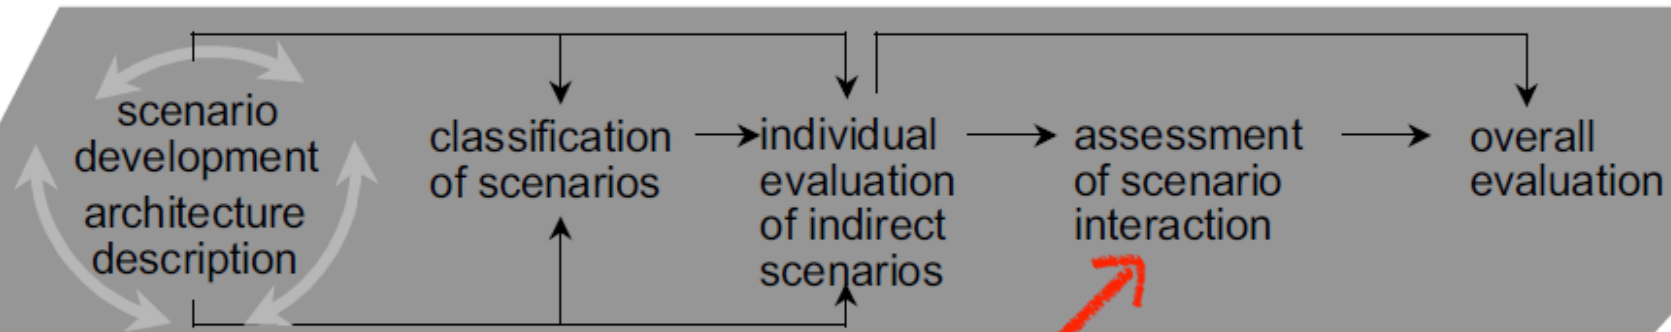 scenario
development
architecture
description
classification
of scenarios
individual
evaluation
of indirect
scenarios
assessment
of scenario
interaction
overall
evaluation